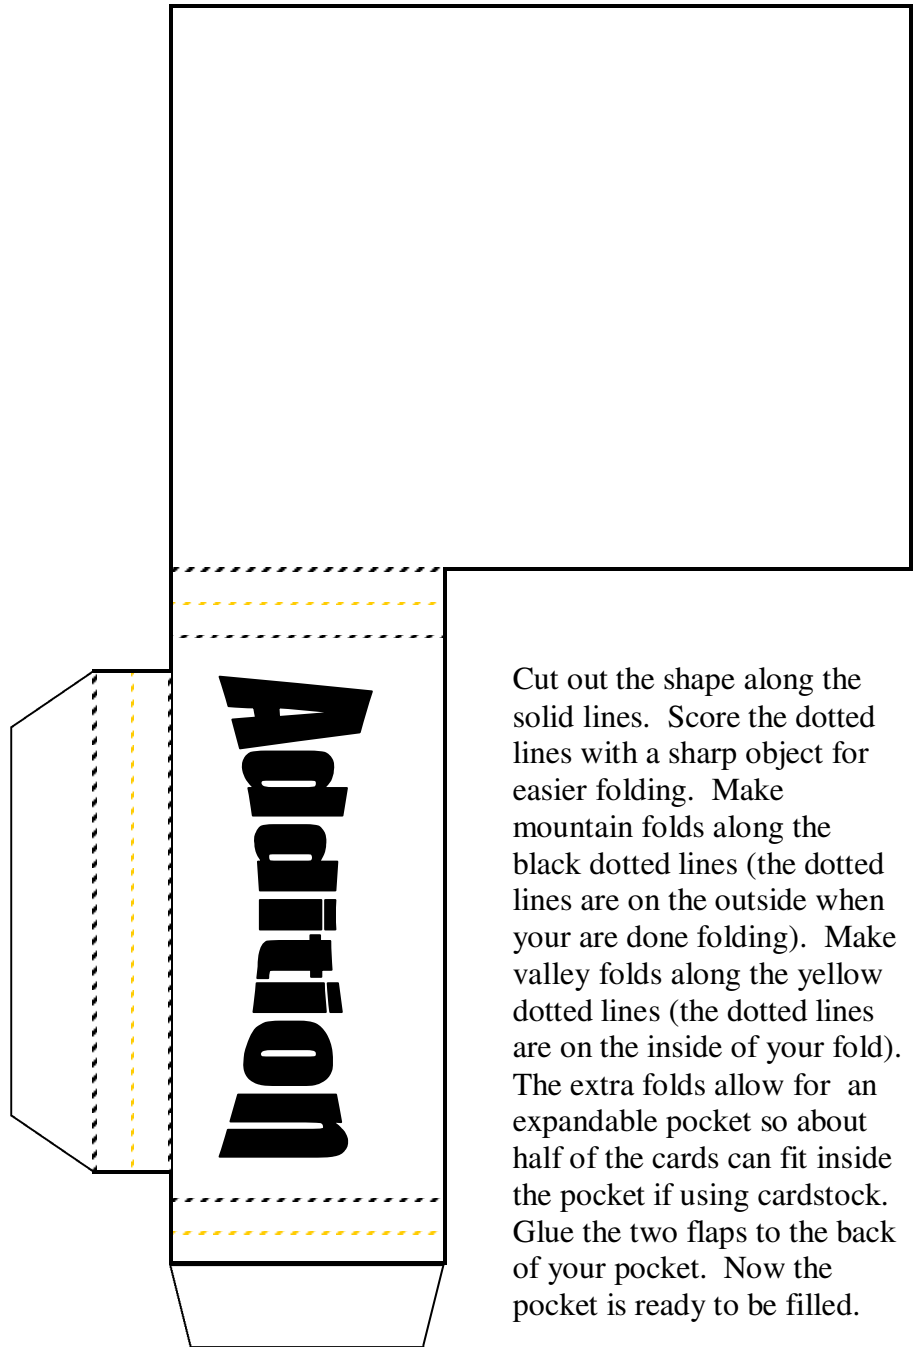 Addition
Cut out the shape along the
solid lines.  Score the dotted
lines with a sharp object for
easier folding.  Make
mountain folds along the
black dotted lines (the dotted
lines are on the outside when
your are done folding).  Make
valley folds along the yellow
dotted lines (the dotted lines
are on the inside of your fold).
The extra folds allow for  an
expandable pocket so about
half of the cards can fit inside
the pocket if using cardstock.
Glue the two flaps to the back
of your pocket.  Now the
pocket is ready to be filled.